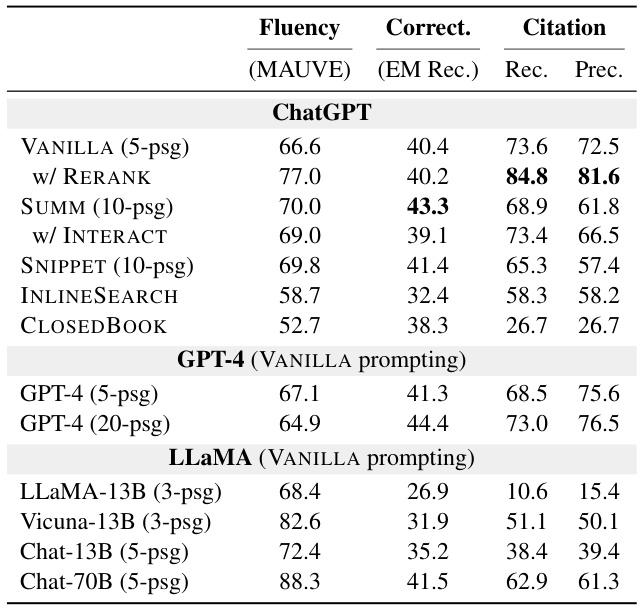 Fluency Correct. Citation
(MAUVE) (EM Rec.) Rec. Prec.
ChatGPT
VANILLA (5-psg) 66.6 40.4 73.6 72.5
w/ RERANK 77.0 40.2 84.8 81.6
SUMM (10-psg) 70.0 43.3 68.9 61.8
w/ INTERACT 69.0 39.1 73.4 66.5
SNIPPET (10-psg) 69.8 41.4 65.3 57.4
INLINESEARCH 58.7 32.4 58.3 58.2
CLOSEDBOOK 52.7 38.3 26.7 26.7
GPT-4 (VANILLA prompting)
GPT-4 (5-psg) 67.1 41.3 68.5 75.6
GPT-4 (20-psg) 64.9 44.4 73.0 76.5
LLaMA (VANILLA prompting)
LLaMA-13B (3-psg) 68.4 26.9 10.6 15.4
Vicuna-13B (3-psg) 82.6 31.9 51.1 50.1
Chat-13B (5-psg) 72.4 35.2 38.4 39.4
Chat-70B (5-psg) 88.3 41.5 62.9 61.3